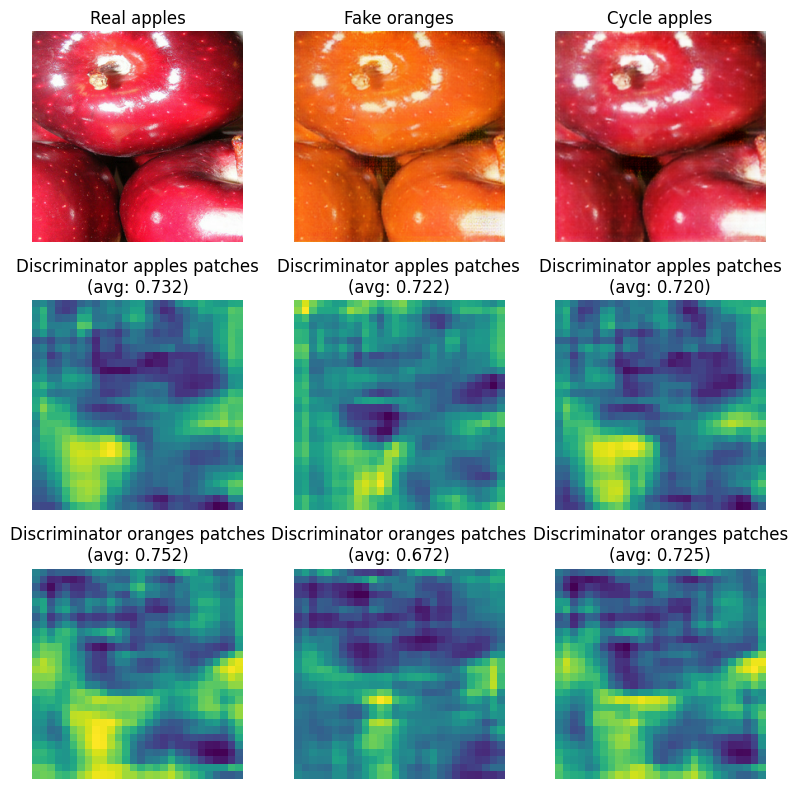 Real apples
Fake oranges
Cycle apples
Discriminator apples patches
(avg: 0.732)
Discriminator apples patches
(avg: 0.722)
Discriminator apples patches
(avg: 0.720)
Discriminator oranges patches
(avg: 0.752)
Discriminator oranges patches
(avg: 0.672)
Discriminator oranges patches
(avg: 0.725)